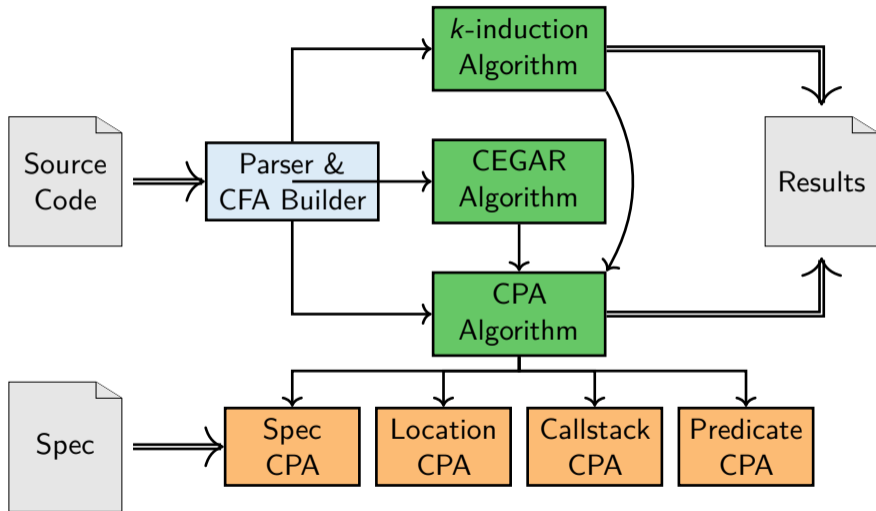 k-induction
Algorithm
Source
Code
Parser &
CFA Builder
CEGAR
Algorithm
Results
CPA
Algorithm
Spec
Spec
CPA
Location
CPA
Callstack
CPA
Predicate
CPA